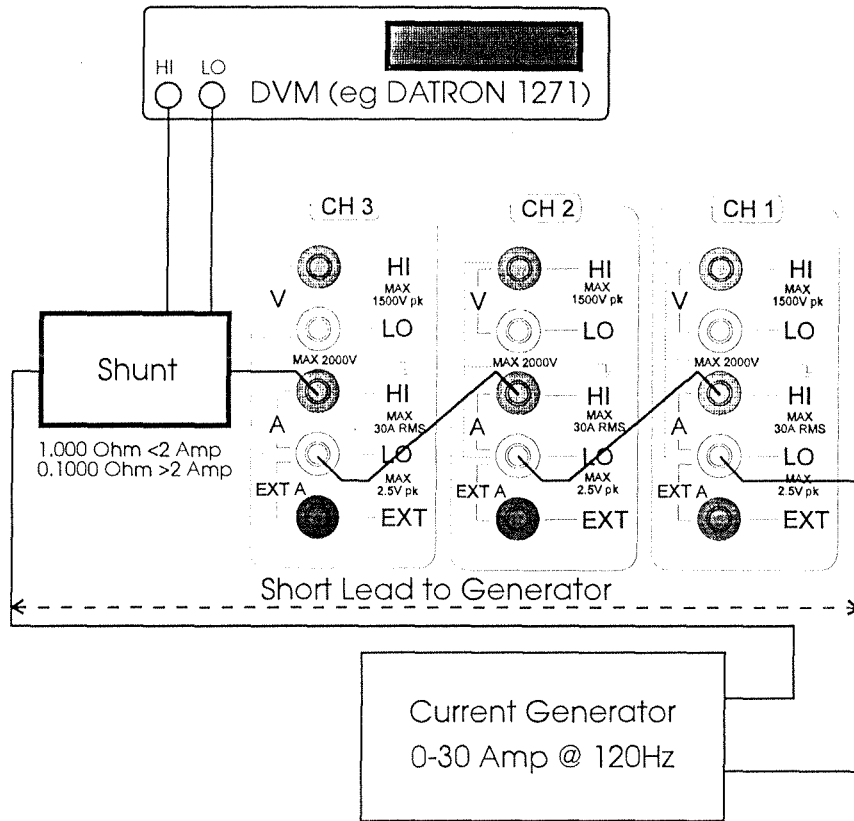 HI LO
DVM (eg DATRON 1271)
CH 3
CH 2
CH 1
V
HI
MAX
1500V pk
LO
MAX 2000V
A
HI
MAX
30A RMS
LO
MAX
2.5V pk
EXT A
EXT
V
HI
MAX
1500V pk
LO
MAX 2000V
A
HI
MAX
30A RMS
LO
MAX
2.5V pk
EXT A
EXT
V
HI
MAX
1500V pk
LO
MAX 2000V
A
HI
MAX
30A RMS
LO
MAX
2.5V pk
EXT A
EXT
Shunt
1.000 Ohm <2 Amp
0.1000 Ohm >2 Amp
Short Lead to Generator
Current Generator
0-30 Amp @ 120Hz